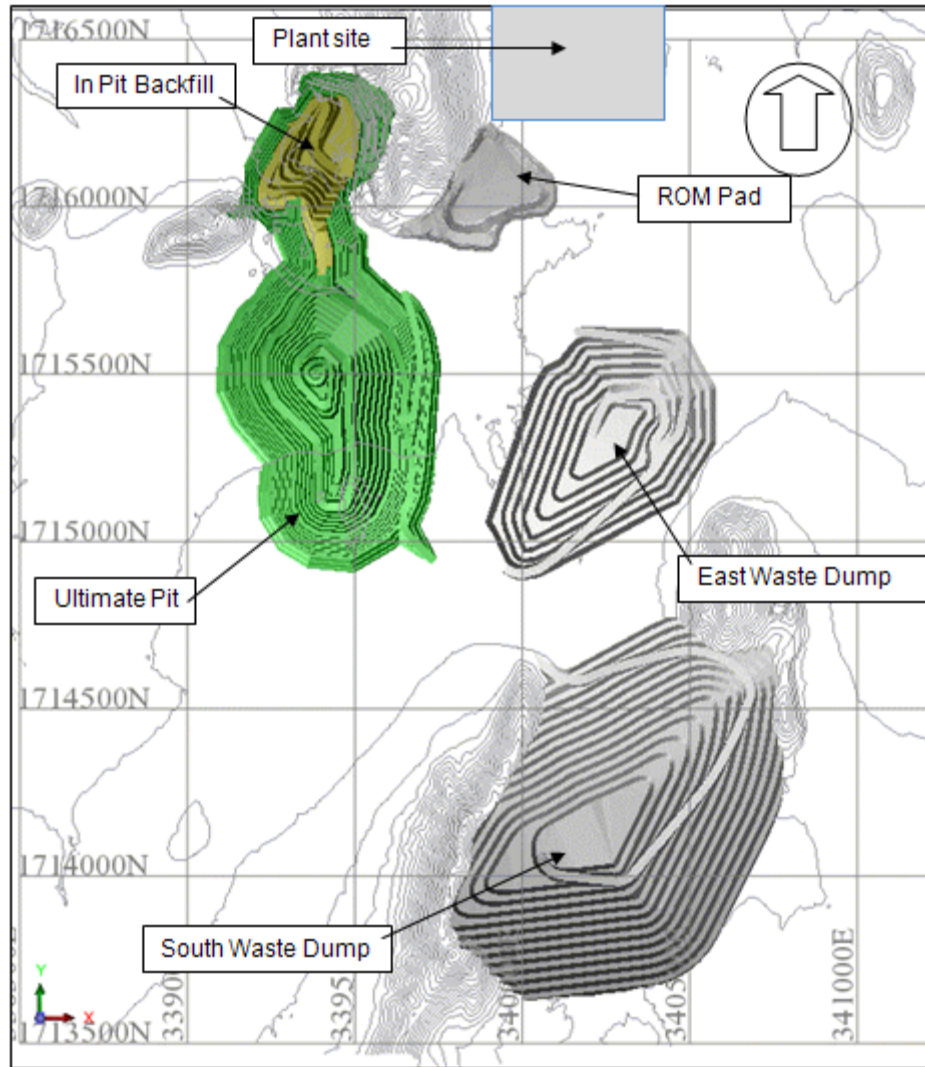 1716500N
Plant site
In Pit Backfill
ROM Pad
1716000N
1715500N
1715000N
East Waste Dump
Ultimate Pit
1714500N
1714000N
South Waste Dump
341000E
Y
X
1713500N